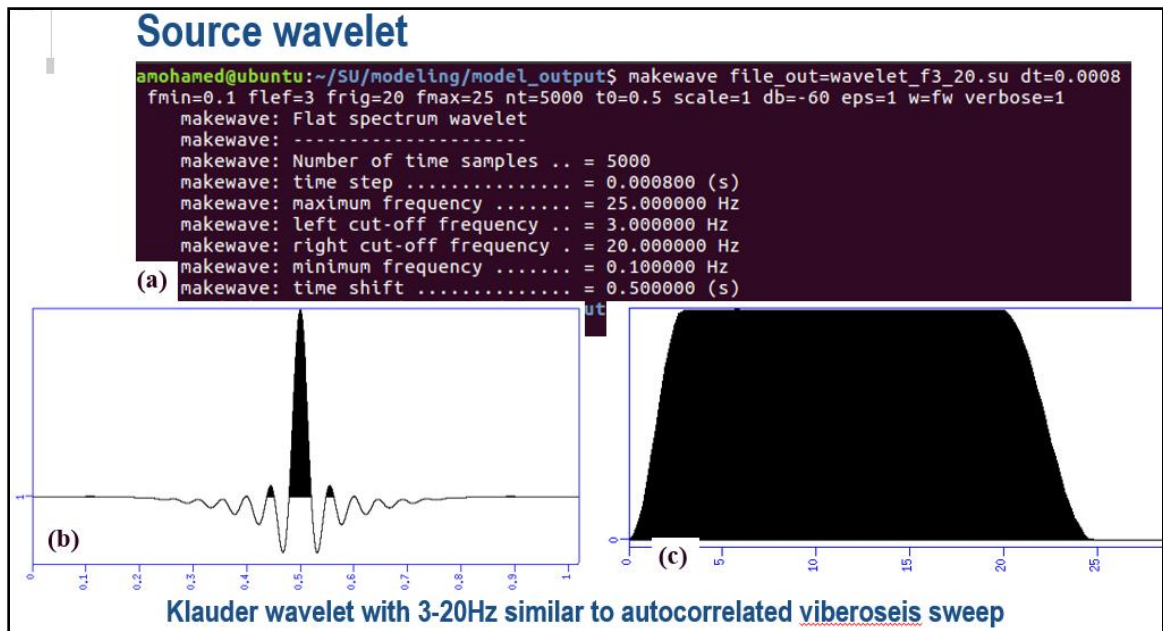 Source wavelet
amohamed@ubuntu:~/SU/modeling/model_output$ makewave file_out=wavelet_f3_20.su dt=0.0008
fmin=0.1 flef=3 frig=20 fmax=25 nt=5000 t0=0.5 scale=1 db=-60 eps=1 w=fw verbose=1
makewave: Flat spectrum wavelet
makewave: ---------------------
makewave: Number of time samples .. = 5000
makewave: time step ............... = 0.000800 (s)
makewave: maximum frequency ....... = 25.000000 Hz
makewave: left cut-off frequency .. = 3.000000 Hz
makewave: right cut-off frequency . = 20.000000 Hz
makewave: minimum frequency ....... = 0.100000 Hz
makewave: time shift .............. = 0.500000 (s)
(a)
ut
1
(b)
0 0.1 0.2 0.3 0.4 0.5 0.6 0.7 0.8 0.9 1
0
(c)
0 5 10 15 20 25
Klauder wavelet with 3-20Hz similar to autocorrelated viberoseis sweep